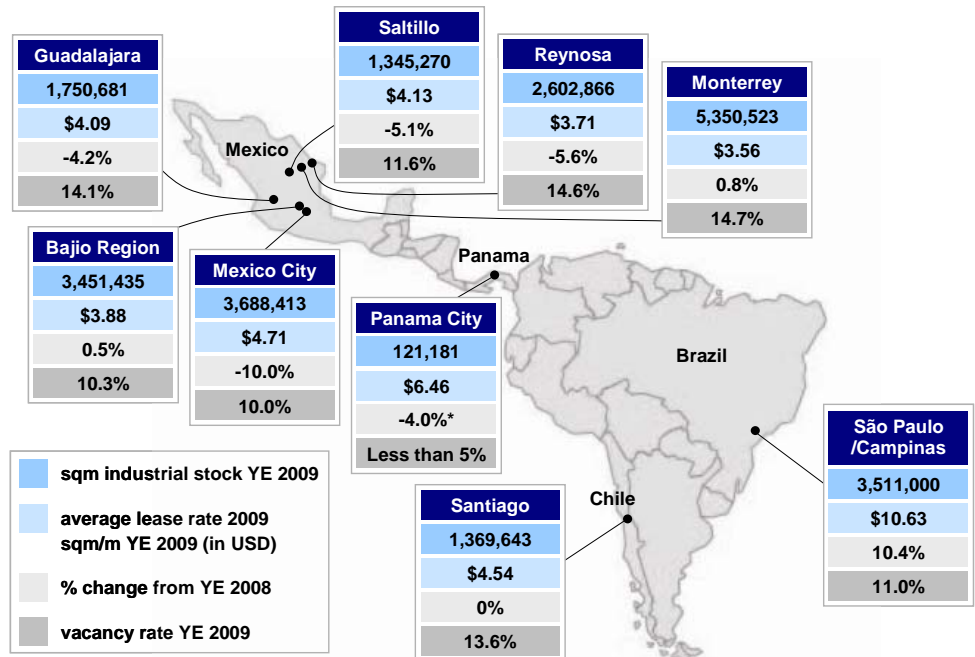 Guadalajara
1,750,681
$4.09
-4.2%
14.1%
Saltillo
1,345,270
$4.13
-5.1%
11.6%
Reynosa
2,602,866
$3.71
-5.6%
14.6%
Monterrey
5,350,523
$3.56
0.8%
14.7%
Mexico
Bajio Region
3,451,435
$3.88
0.5%
10.3%
Mexico City
3,688,413
$4.71
-10.0%
10.0%
Panama
Panama City
121,181
$6.46
-4.0%*
Less than 5%
Brazil
São Paulo
/Campinas
3,511,000
$10.63
10.4%
11.0%
Chile
Santiago
1,369,643
$4.54
0%
13.6%
sqm industrial stock YE 2009
average lease rate 2009
sqm/m YE 2009 (in USD)
% change from YE 2008
vacancy rate YE 2009